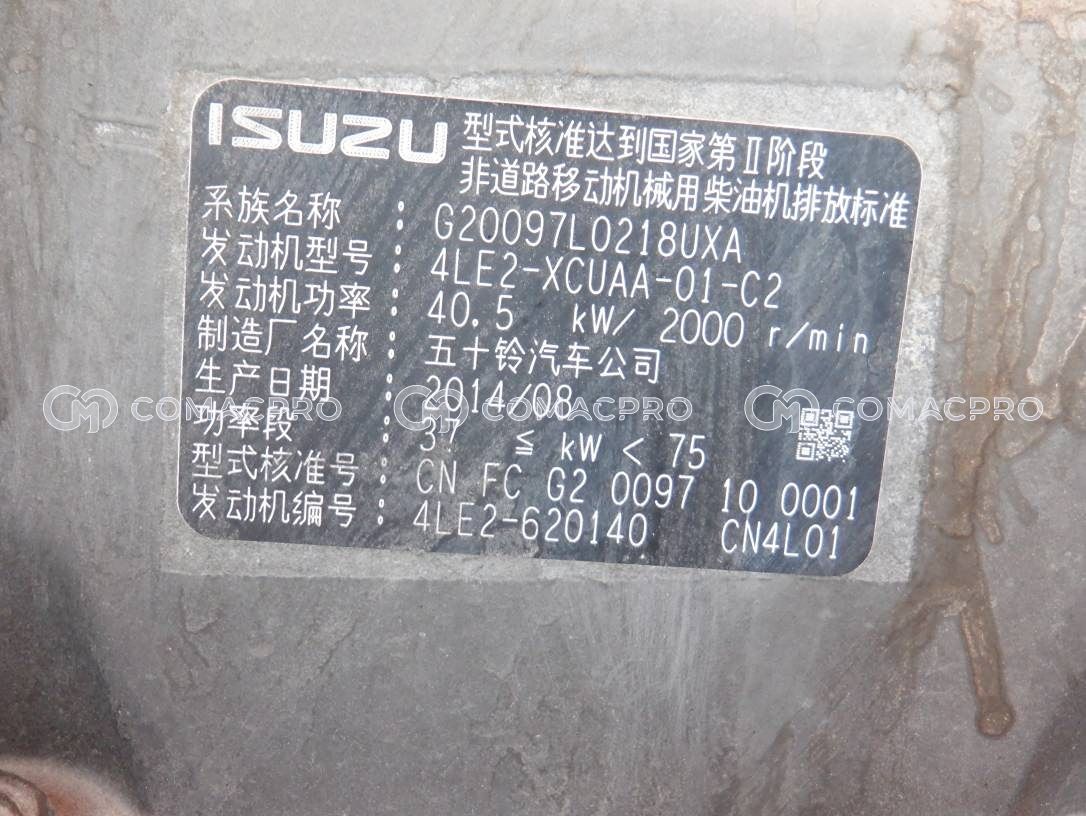 ISUZU
型式核准达到国家第Ⅱ阶段
非道路移动机械用柴油机排放标准
系族名称 : G20097L0218UXA
发动机型号 : 4LE2-XCUAA-01-C2
发动机功率 : 40.5 kW/ 2000 r/min
制造厂名称 : 五十铃汽车公司
生产日期 : 2014/08
COMACPRO COMACPRO COMACPRO
功率段 : 37 ≦ kW < 75
型式核准号 : CN FC G2 0097 10 0001
发动机编号 : 4LE2-620140 CN4L01